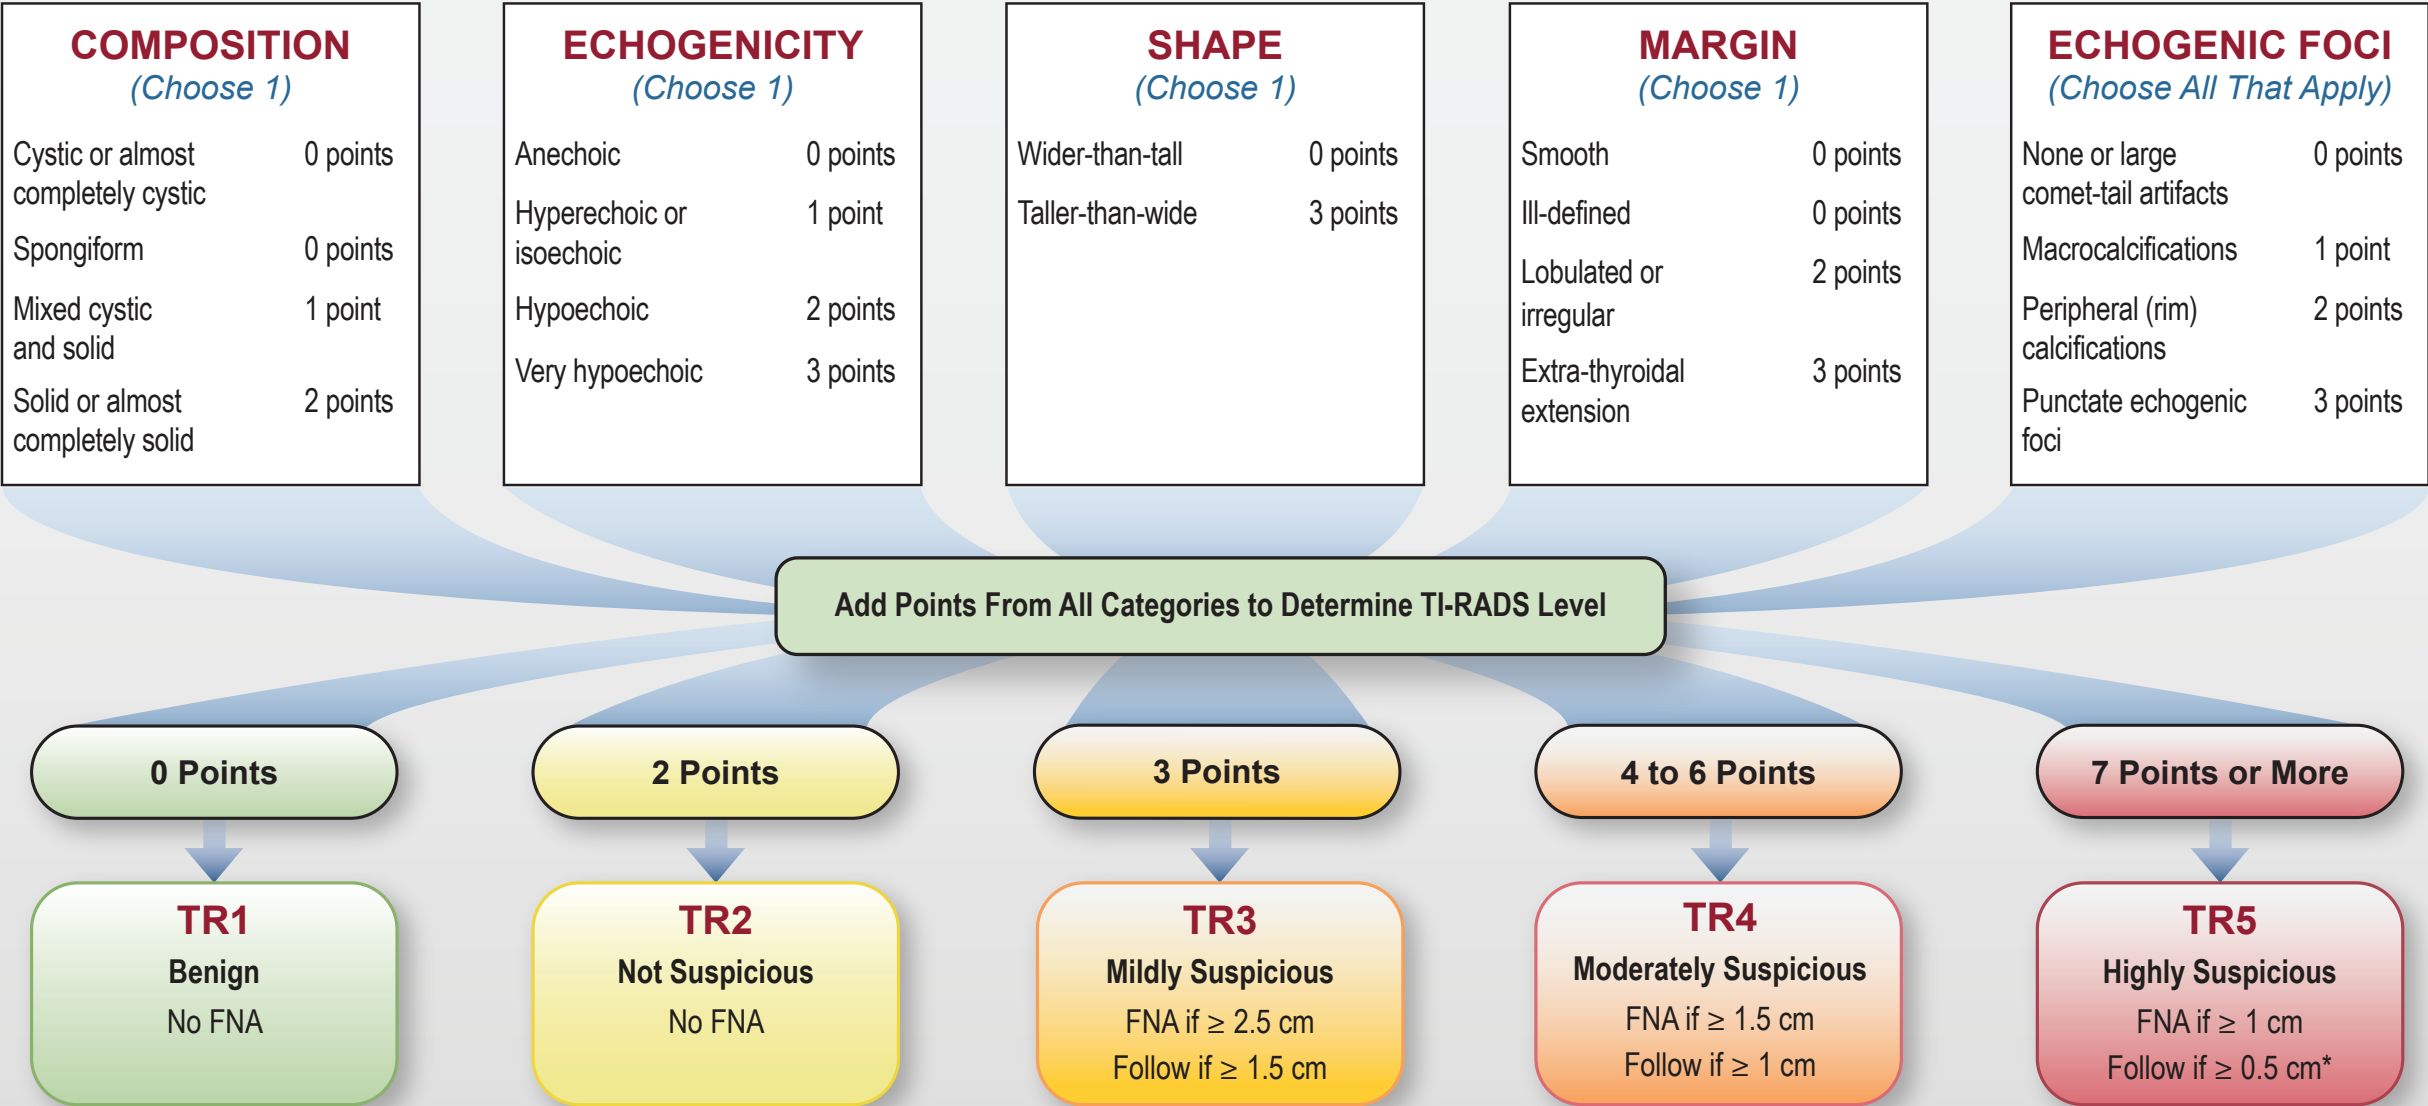 COMPOSITION
(Choose 1)
Cystic or almost 0 points
completely cystic
Spongiform 0 points
Mixed cystic 1 point
and solid
Solid or almost 2 points
completely solid
ECHOGENICITY
(Choose 1)
Anechoic 0 points
Hyperechoic or 1 point
isoechoic
Hypoechoic 2 points
Very hypoechoic 3 points
SHAPE
(Choose 1)
Wider-than-tall 0 points
Taller-than-wide 3 points
MARGIN
(Choose 1)
Smooth 0 points
Ill-defined 0 points
Lobulated or 2 points
irregular
Extra-thyroidal 3 points
extension
ECHOGENIC FOCI
(Choose All That Apply)
None or large 0 points
comet-tail artifacts
Macrocalcifications 1 point
Peripheral (rim) 2 points
calcifications
Punctate echogenic 3 points
foci
Add Points From All Categories to Determine TI-RADS Level
0 Points
2 Points
3 Points
4 to 6 Points
7 Points or More
TR1
Benign
No FNA
TR2
Not Suspicious
No FNA
TR3
Mildly Suspicious
FNA if ≥ 2.5 cm
Follow if ≥ 1.5 cm
TR4
Moderately Suspicious
FNA if ≥ 1.5 cm
Follow if ≥ 1 cm
TR5
Highly Suspicious
FNA if ≥ 1 cm
Follow if ≥ 0.5 cm*